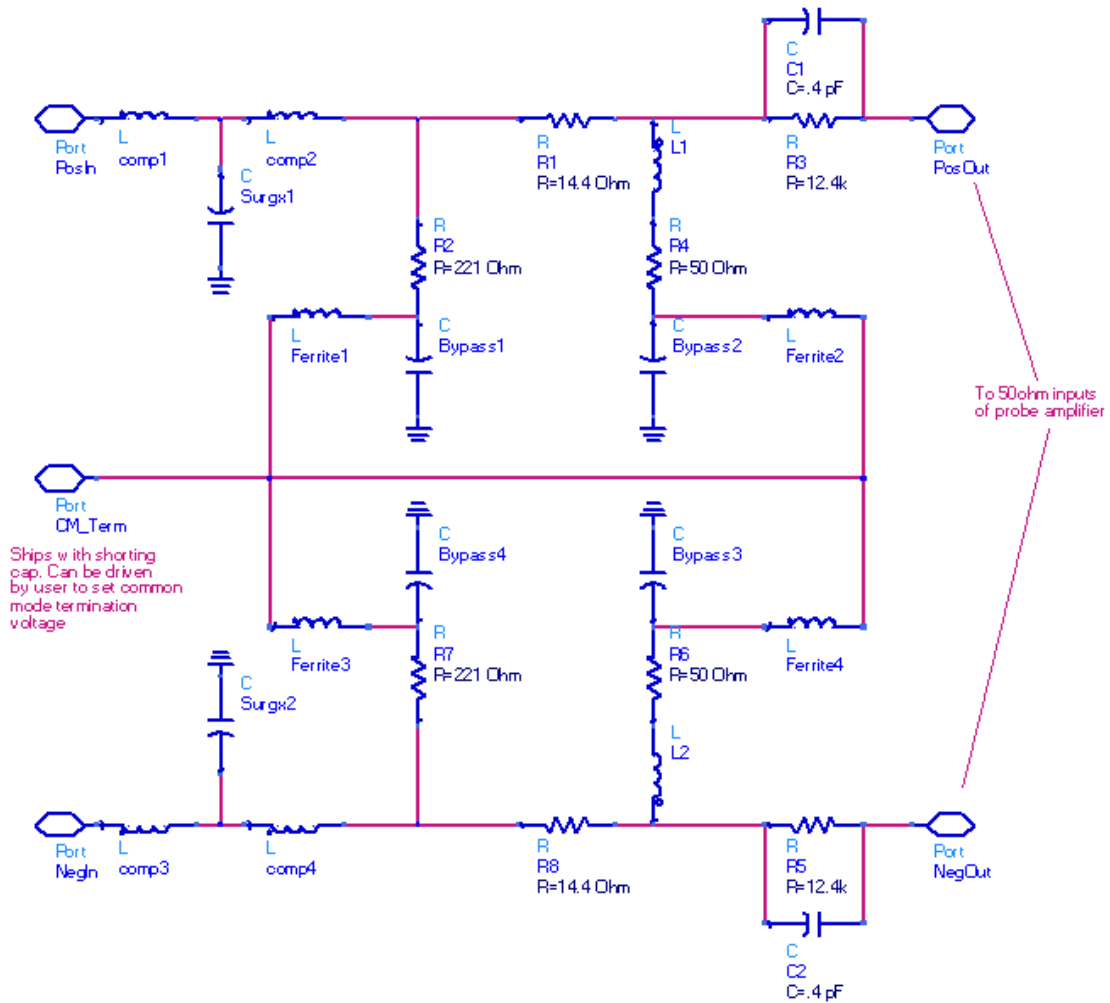 C
C1
C=.4 pF
Port
PosIn
L
comp1
L
comp2
R
R1
R=14.4 Ohm
L
L1
R
R3
R=12.4k
Port
PosOut
C
Surgx1
R
R2
R=221 Ohm
R
R4
R=50 Ohm
L
Ferrite1
C
Bypass1
C
Bypass2
L
Ferrite2
To 50ohm inputs
of probe amplifier
Port
CM_Term
Ships with shorting
cap. Can be driven
by user to set common
mode termination
voltage
C
Bypass4
C
Bypass3
L
Ferrite3
R
R7
R=221 Ohm
R
R6
R=50 Ohm
L
Ferrite4
C
Surgx2
L
L2
Port
NegIn
L
comp3
L
comp4
R
R8
R=14.4 Ohm
R
R5
R=12.4k
Port
NegOut
C
C2
C=.4 pF